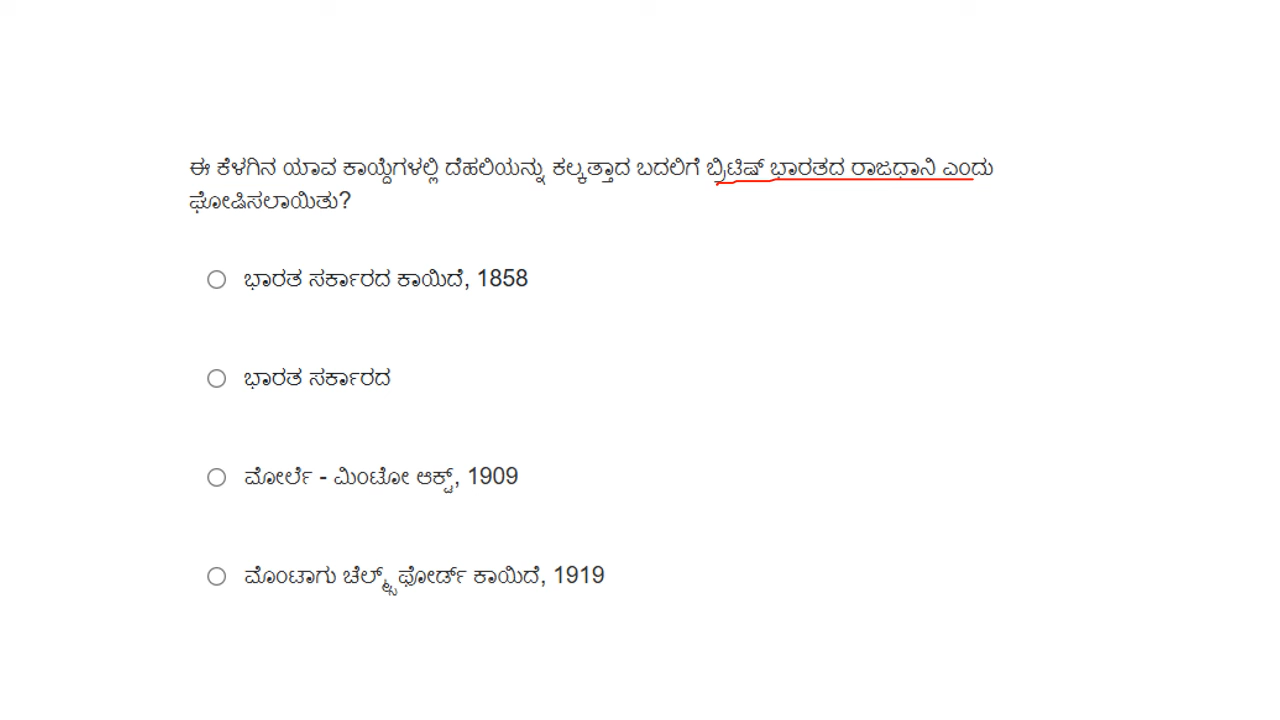 ಈ ಕೆಳಗಿನ ಯಾವ ಕಾಯ್ದೆಗಳಲ್ಲಿ ದೆಹಲಿಯನ್ನು ಕಲ್ಕತ್ತಾದ ಬದಲಿಗೆ ಬ್ರಿಟಿಷ್ ಭಾರತದ ರಾಜಧಾನಿ ಎಂದು
ಘೋಷಿಸಲಾಯಿತು?
ಭಾರತ ಸರ್ಕಾರದ ಕಾಯಿದೆ, 1858
ಭಾರತ ಸರ್ಕಾರದ
ಮೋರ್ಲೆ - ಮಿಂಟೋ ಆಕ್ಟ್, 1909
ಮೊಂಟಾಗು ಚೆಲ್ಮ್ಸ್‌ಫೋರ್ಡ್ ಕಾಯಿದೆ, 1919